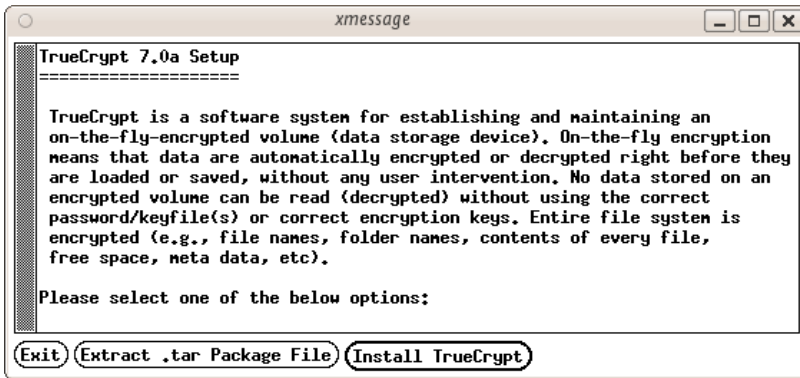 xmessage
TrueCrypt 7.0a Setup
====================
TrueCrypt is a software system for establishing and maintaining an
on-the-fly-encrypted volume (data storage device). On-the-fly encryption
means that data are automatically encrypted or decrypted right before they
are loaded or saved, without any user intervention. No data stored on an
encrypted volume can be read (decrypted) without using the correct
password/keyfile(s) or correct encryption keys. Entire file system is
encrypted (e.g., file names, folder names, contents of every file,
free space, meta data, etc).
Please select one of the below options:
Exit Extract .tar Package File Install TrueCrypt